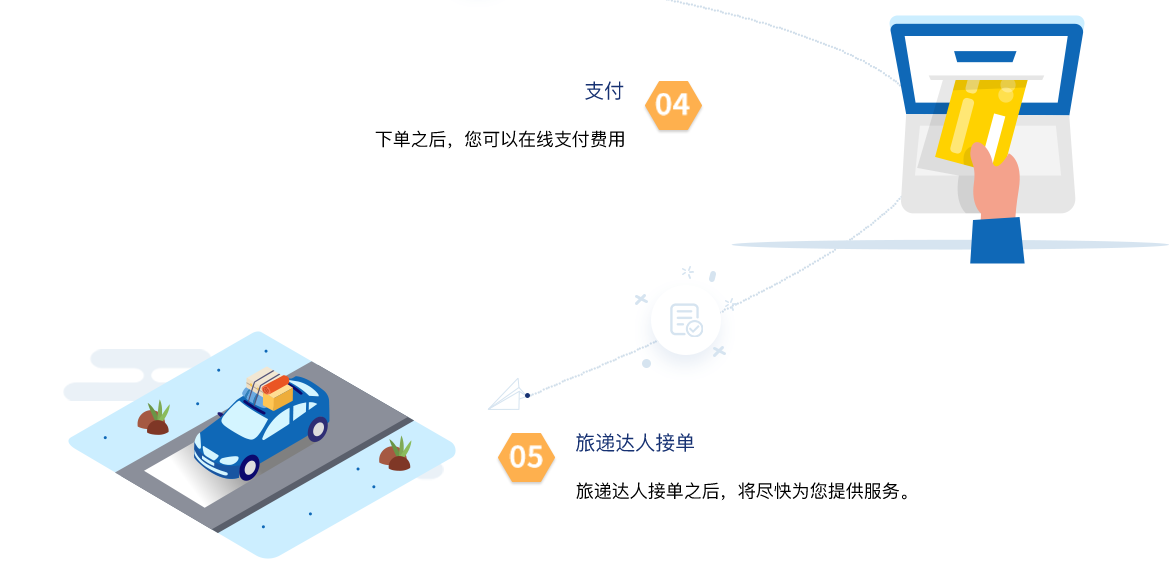 支付
04
下单之后，您可以在线支付费用
05
旅递达人接单
旅递达人接单之后，将尽快为您提供服务。